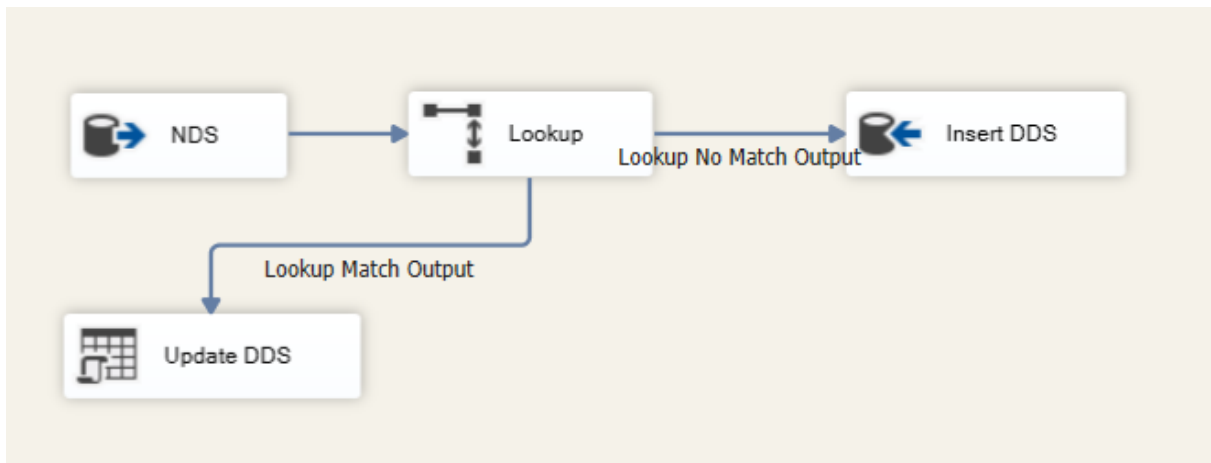 NDS
Lookup
Insert DDS
Lookup No Match Output
Lookup Match Output
Update DDS